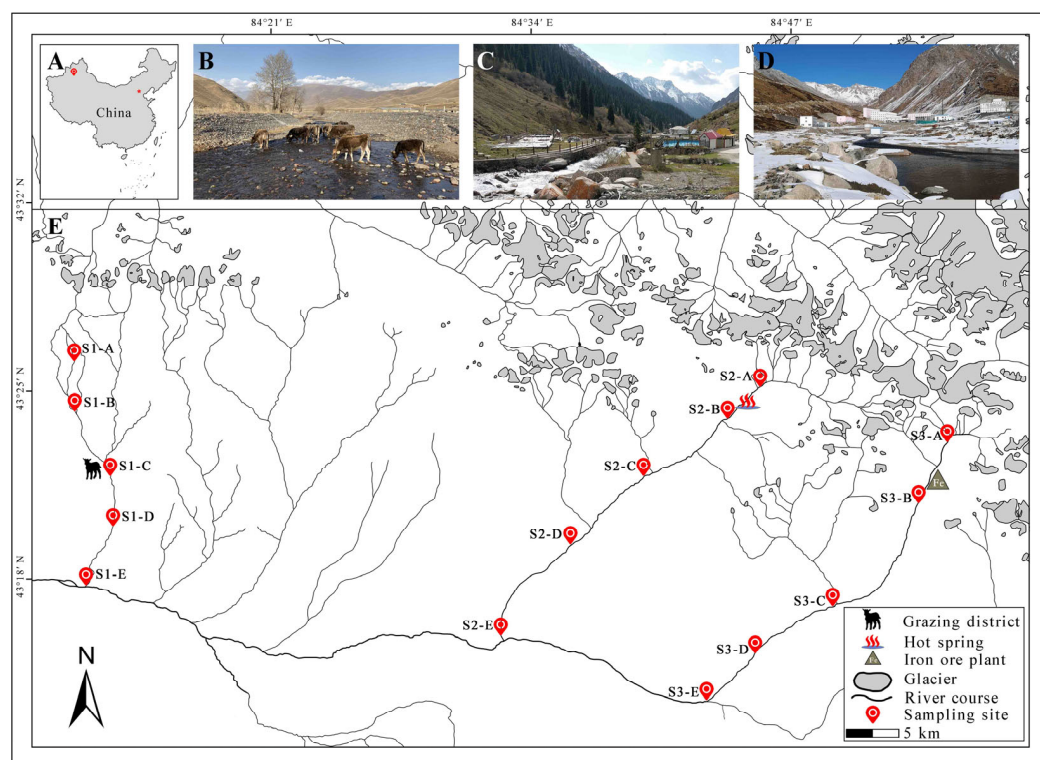 84°21′ E
84°34′ E
84°47′ E
A
China
B
C
D
43°32′ N
E
S1-A
S2-A
43°25′ N
S1-B
S2-B
S3-A
S1-C
S2-C
Fe
S3-B
S1-D
S2-D
43°18′ N
S1-E
S3-C
S2-E
S3-D
S3-E
N
Grazing district
Hot spring
Fe
Iron ore plant
Glacier
River course
Sampling site
5 km